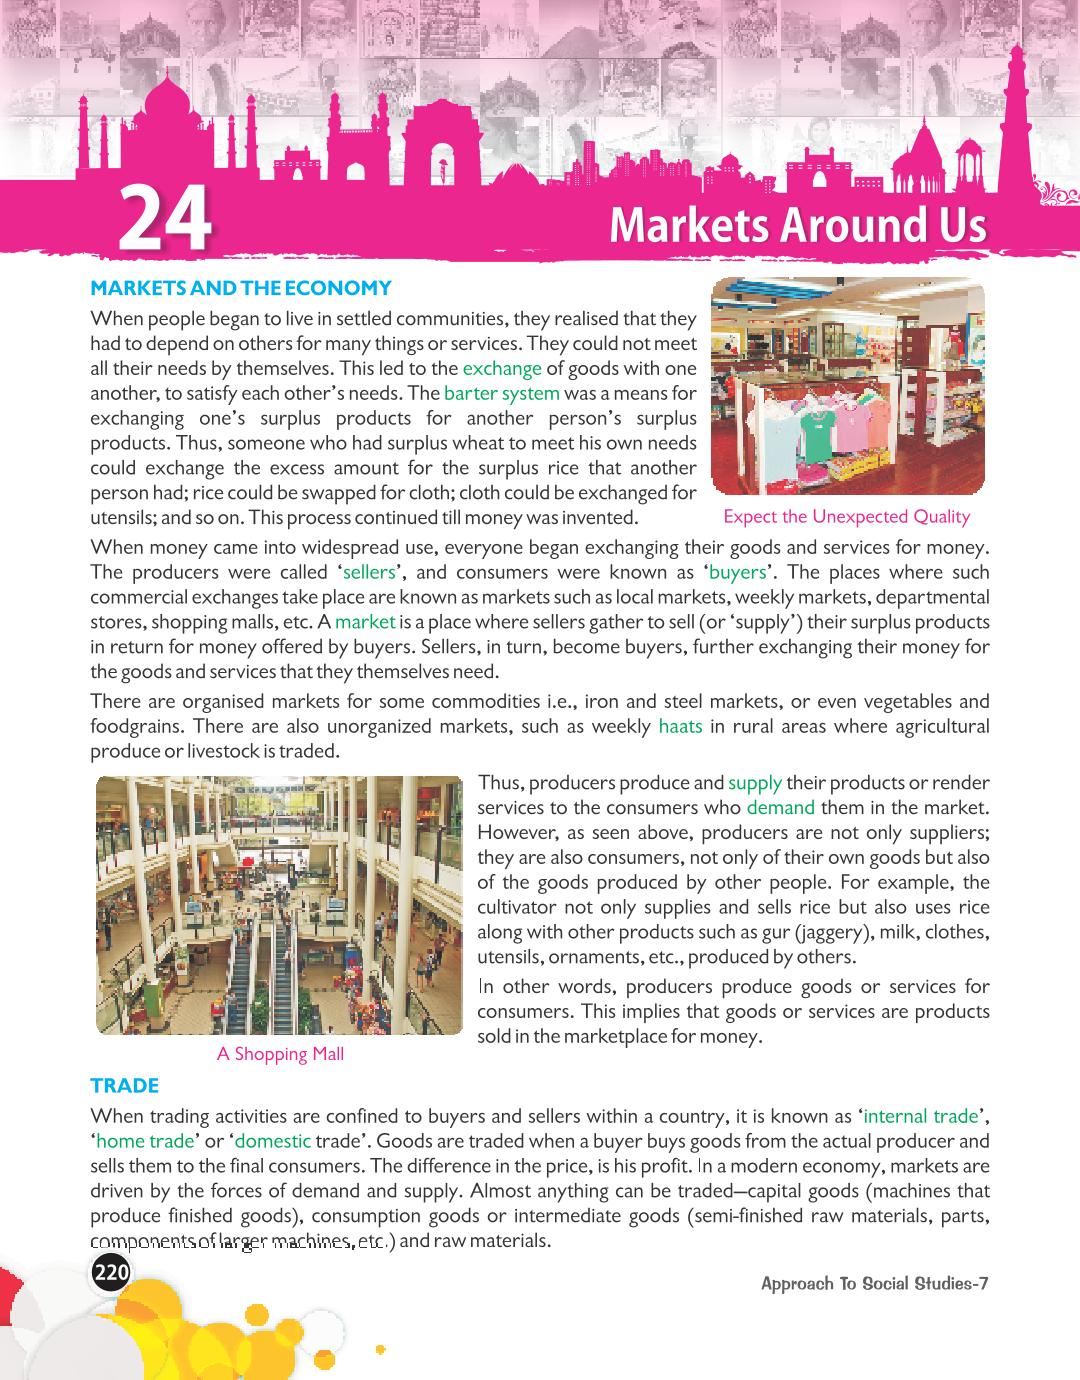 24
Markets Around Us
MARKETS AND THE ECONOMY
When people began to live in settled communities, they realised that they
had to depend on others for many things or services. They could not meet
all their needs by themselves. This led to the exchange of goods with one
another, to satisfy each other's needs. The barter system was a means for
exchanging one's surplus products for another person's surplus
products. Thus, someone who had surplus wheat to meet his own needs
could exchange the excess amount for the surplus rice that another
person had; rice could be swapped for cloth; cloth could be exchanged for
utensils; and so on. This process continued till money was invented.
Expect the Unexpected Quality
When money came into widespread use, everyone began exchanging their goods and services for money.
The producers were called ‘sellers’, and consumers were known as ‘buyers’. The places where such
commercial exchanges take place are known as markets such as local markets, weekly markets, departmental
stores, shopping malls, etc. A market is a place where sellers gather to sell (or ‘supply’) their surplus products
in return for money offered by buyers. Sellers, in turn, become buyers, further exchanging their money for
the goods and services that they themselves need.
There are organised markets for some commodities i.e., iron and steel markets, or even vegetables and
foodgrains. There are also unorganized markets, such as weekly haats in rural areas where agricultural
produce or livestock is traded.
Thus, producers produce and supply their products or render
services to the consumers who demand them in the market.
However, as seen above, producers are not only suppliers;
they are also consumers, not only of their own goods but also
of the goods produced by other people. For example, the
cultivator not only supplies and sells rice but also uses rice
along with other products such as gur (jaggery), milk, clothes,
utensils, ornaments, etc., produced by others.
In other words, producers produce goods or services for
consumers. This implies that goods or services are products
sold in the marketplace for money.
A Shopping Mall
TRADE
When trading activities are confined to buyers and sellers within a country, it is known as ‘internal trade’,
‘home trade’ or ‘domestic trade’. Goods are traded when a buyer buys goods from the actual producer and
sells them to the final consumers. The difference in the price, is his profit. In a modern economy, markets are
driven by the forces of demand and supply. Almost anything can be traded—capital goods (machines that
produce finished goods), consumption goods or intermediate goods (semi-finished raw materials, parts,
components of larger machines, etc.) and raw materials.
220
Approach To Social Studies-7